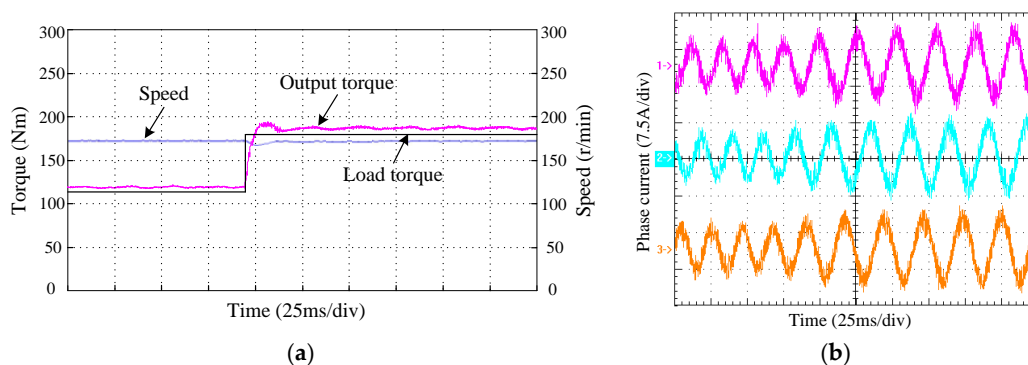 300
250
200
150
100
50
0
Torque (Nm)
Speed
Output torque
Load torque
300
250
200
150
100
50
0
Speed (r/min)
Time (25ms/div)
(a)
Phase current (7.5A/div)
1->
2->
3->
Time (25ms/div)
(b)